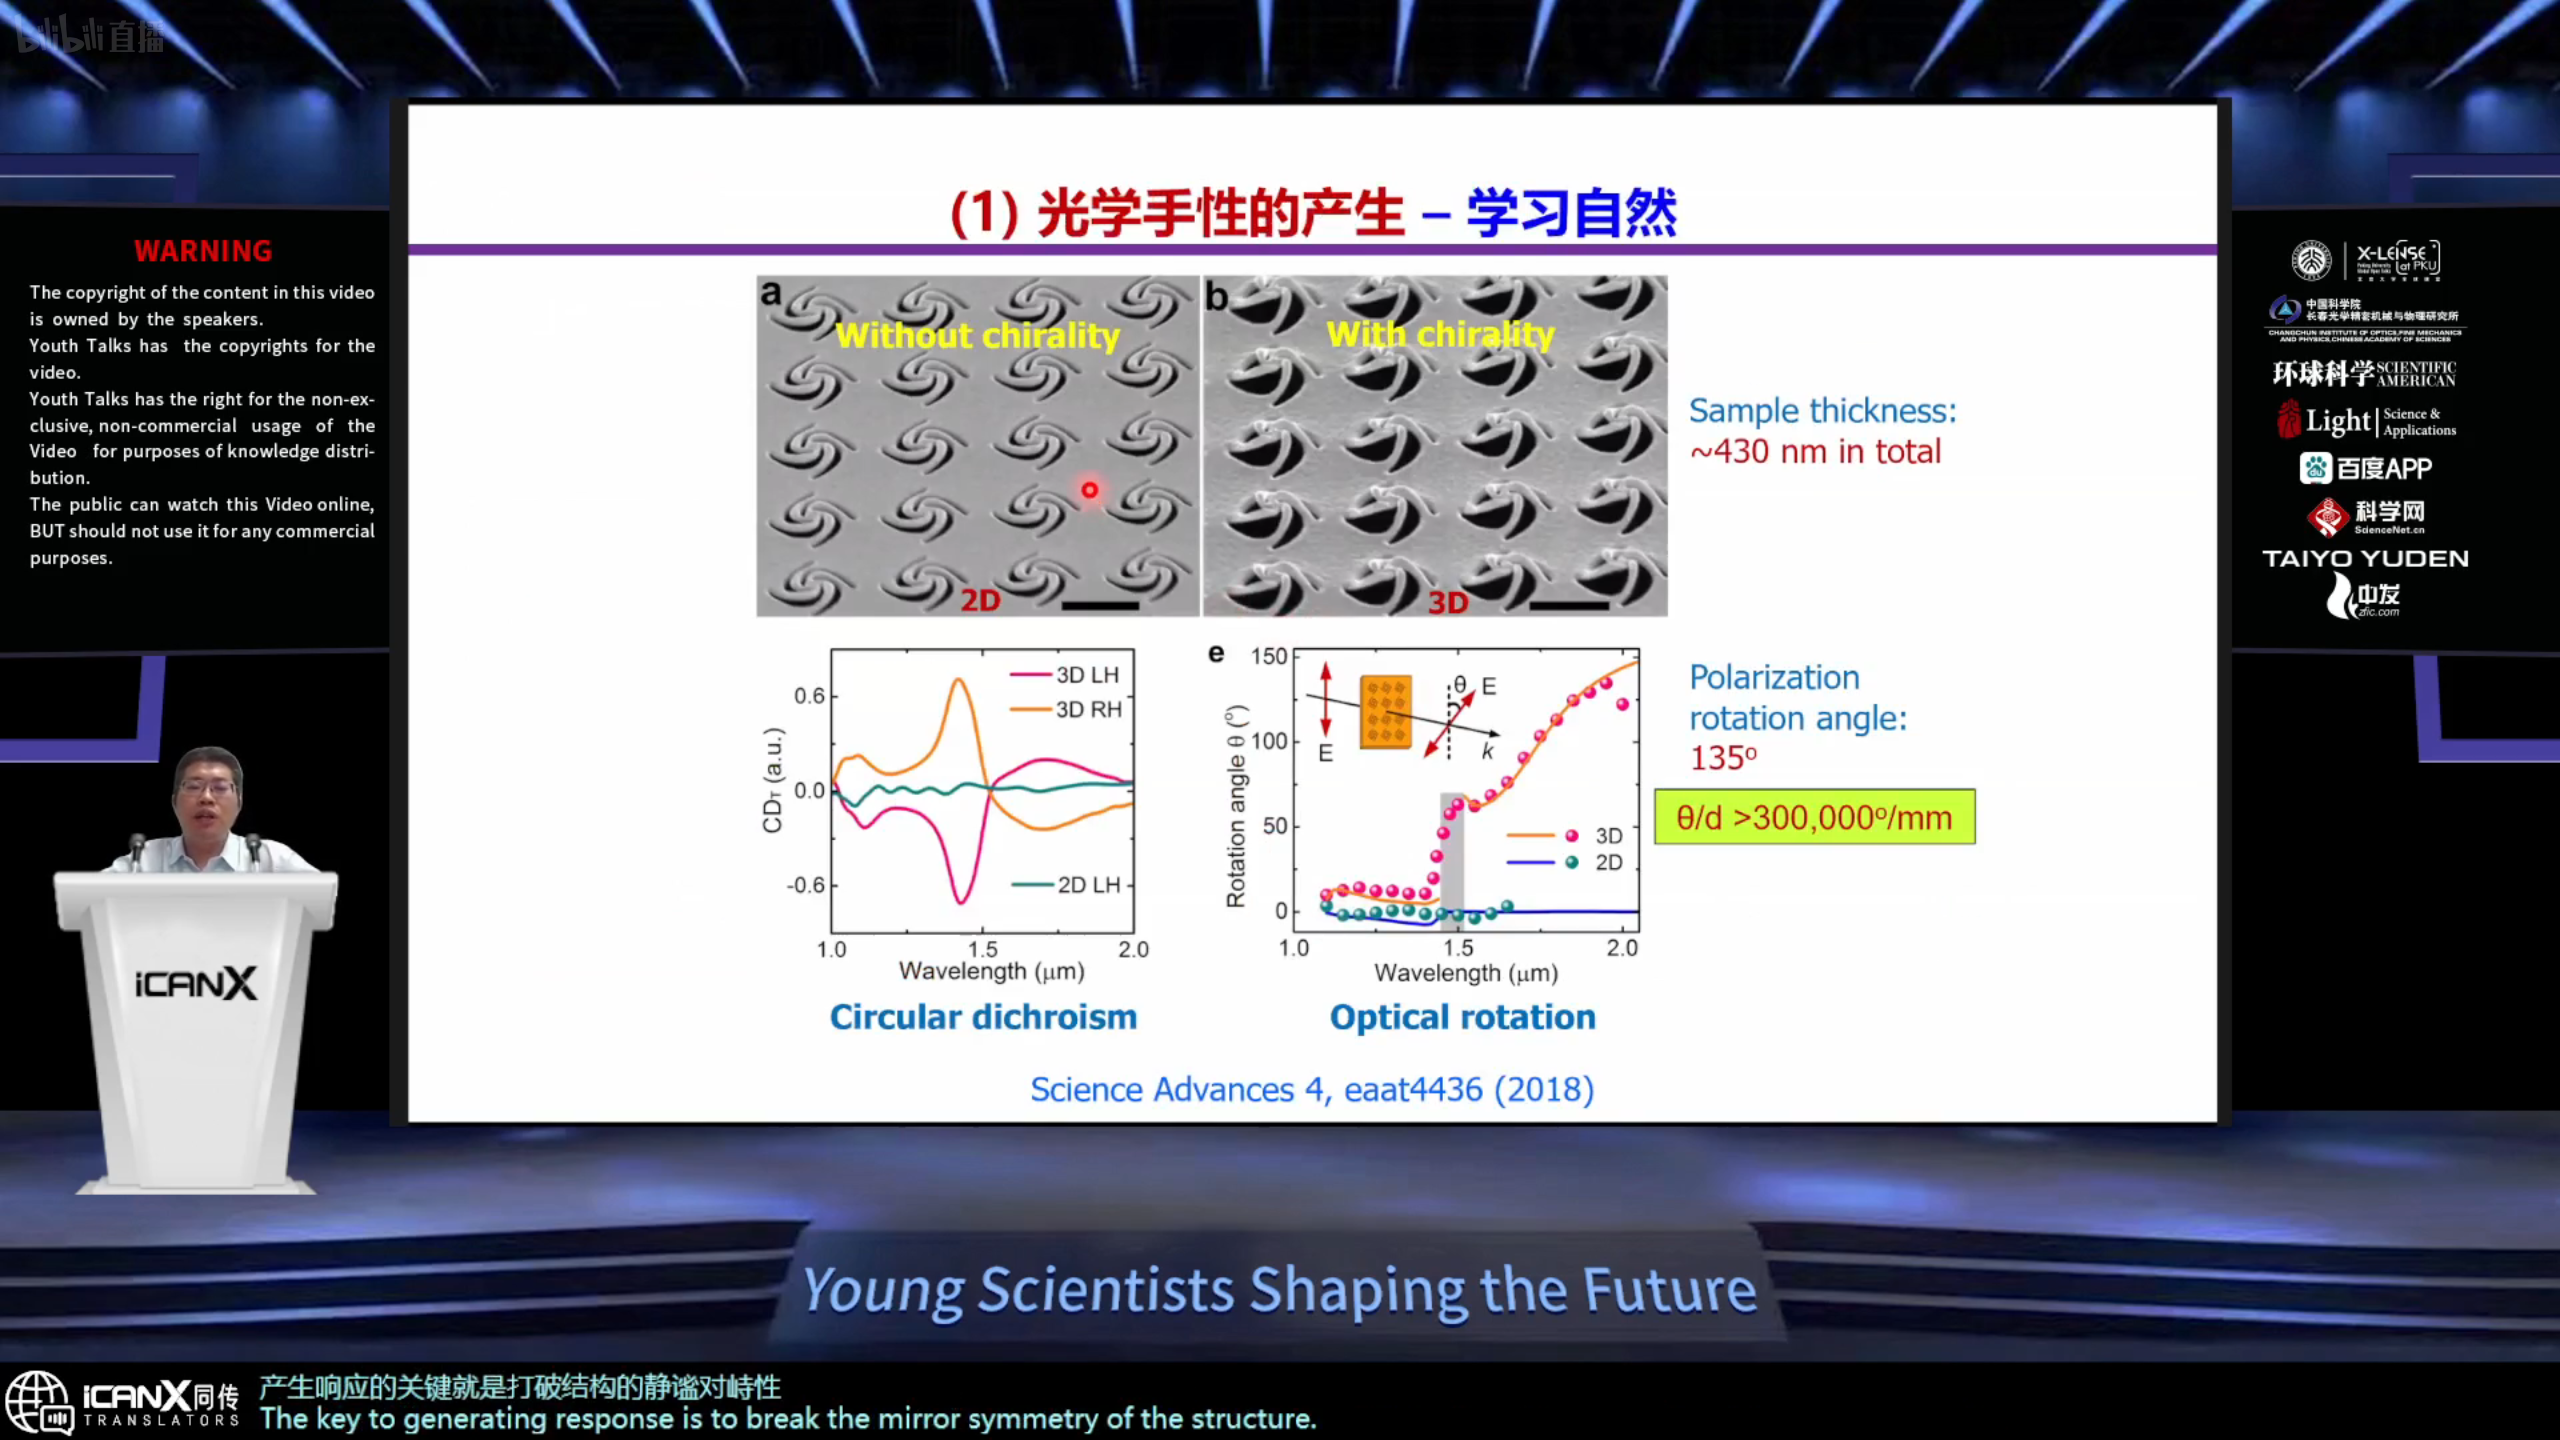 bilibili 直播
WARNING
The copyright of the content in this video
is owned by the speakers.
Youth Talks has the copyrights for the
video.
Youth Talks has the right for the non-ex-
clusive, non-commercial usage of the
Video for purposes of knowledge distri-
bution.
The public can watch this Video online,
BUT should not use it for any commercial
purposes.
(1) 光学手性的产生 – 学习自然
a
Without chirality
2D
b
With chirality
3D
Sample thickness:
~430 nm in total
CD_T (a.u.)
0.6
0.0
-0.6
3D LH
3D RH
2D LH
1.0 1.5 2.0
Wavelength (μm)
Circular dichroism
e
Rotation angle θ (°)
150
100
50
0
E
θ E
k
3D
2D
1.0 1.5 2.0
Wavelength (μm)
Optical rotation
Polarization
rotation angle:
135°
θ/d >300,000°/mm
Science Advances 4, eaat4436 (2018)
X-LENSE
at PKU
中国科学院
长春光学精密机械与物理研究所
CHANGCHUN INSTITUTE OF OPTICS,FINE MECHANICS
AND PHYSICS,CHINESE ACADEMY OF SCIENCES
环球科学 SCIENTIFIC
AMERICAN
Light Science &
Applications
du 百度APP
科学网
ScienceNet.cn
TAIYO YUDEN
中发
zfic.com
iCANX
Young Scientists Shaping the Future
iCANX同传
TRANSLATORS
产生响应的关键就是打破结构的静谧对峙性
The key to generating response is to break the mirror symmetry of the structure.